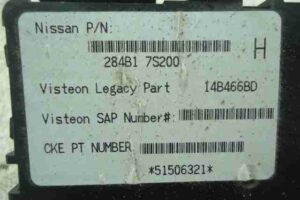 Nissan P/N:
284B1 7S200 H
Visteon Legacy Part 14B466BD
Visteon SAP Number#:
CKE PT NUMBER
*51506321*